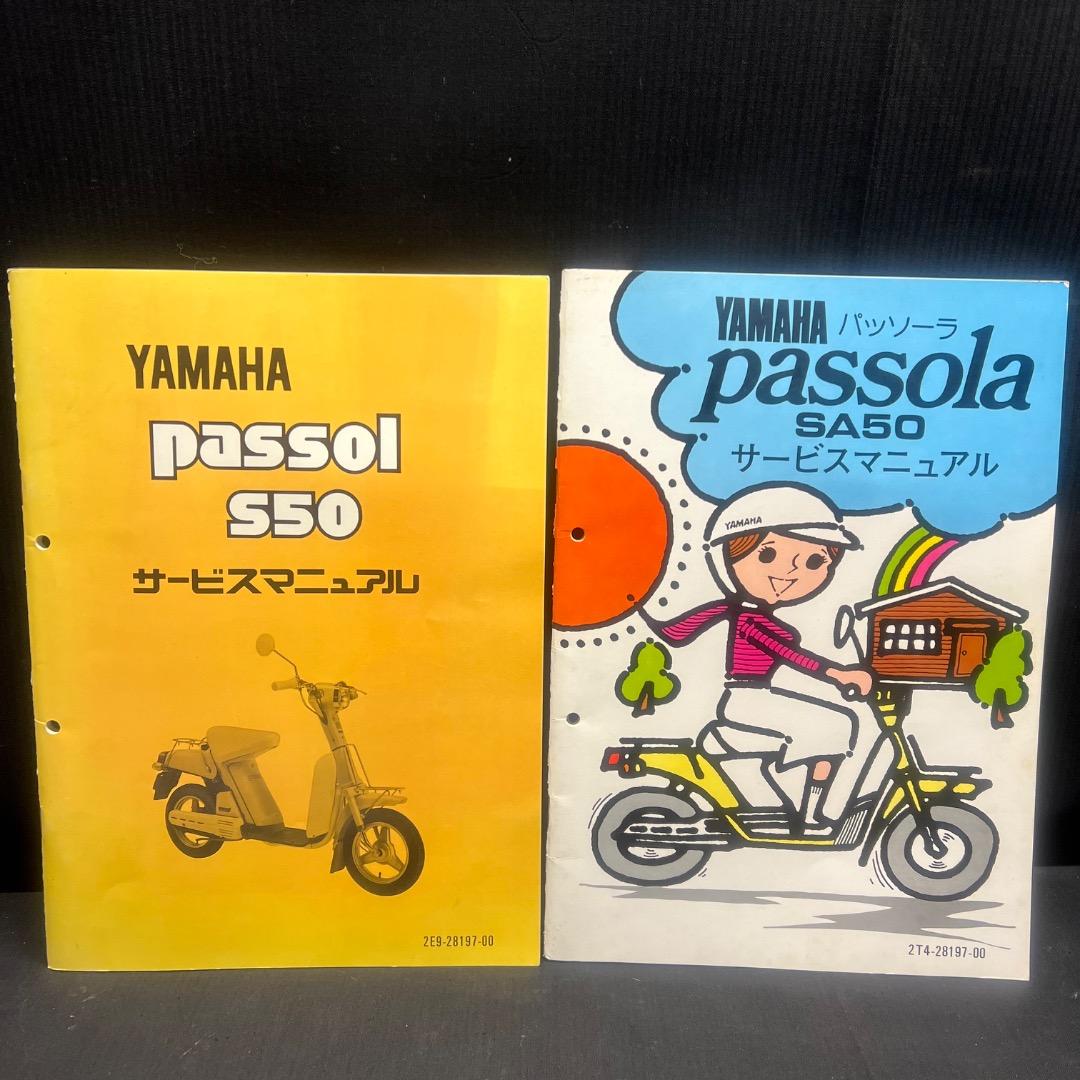 YAMAHA
passol
S50
サービスマニュアル
2E9-28197-00
YAMAHA パッソーラ
passola
SA50
サービスマニュアル
YAMAHA
2T4-28197-00